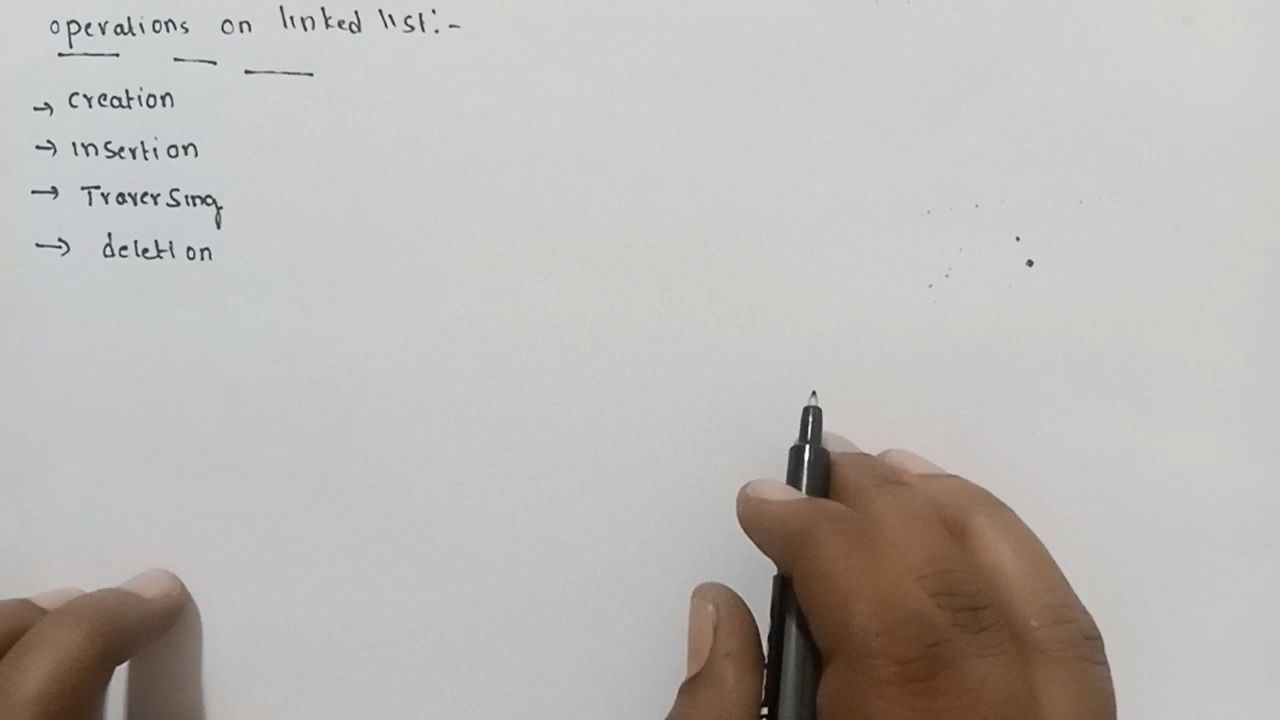 operations on linked list:-
→ creation
→ insertion
→ Traversing
→ deletion